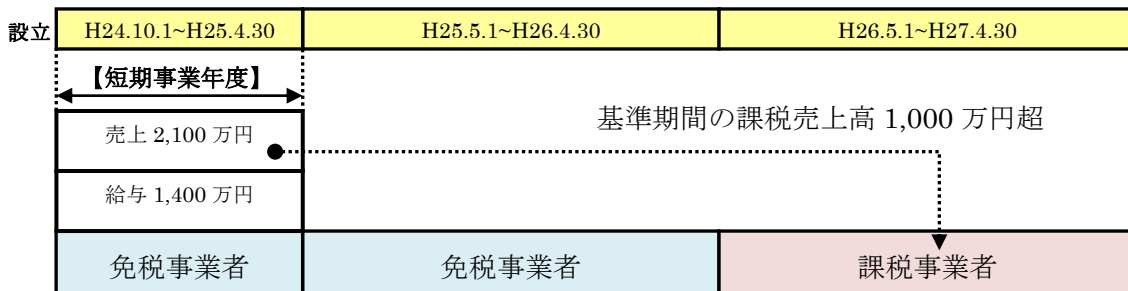 設立 H24.10.1~H25.4.30 H25.5.1~H26.4.30 H26.5.1~H27.4.30
【短期事業年度】
売上 2,100 万円
基準期間の課税売上高 1,000 万円超
給与 1,400 万円
免税事業者 免税事業者 課税事業者